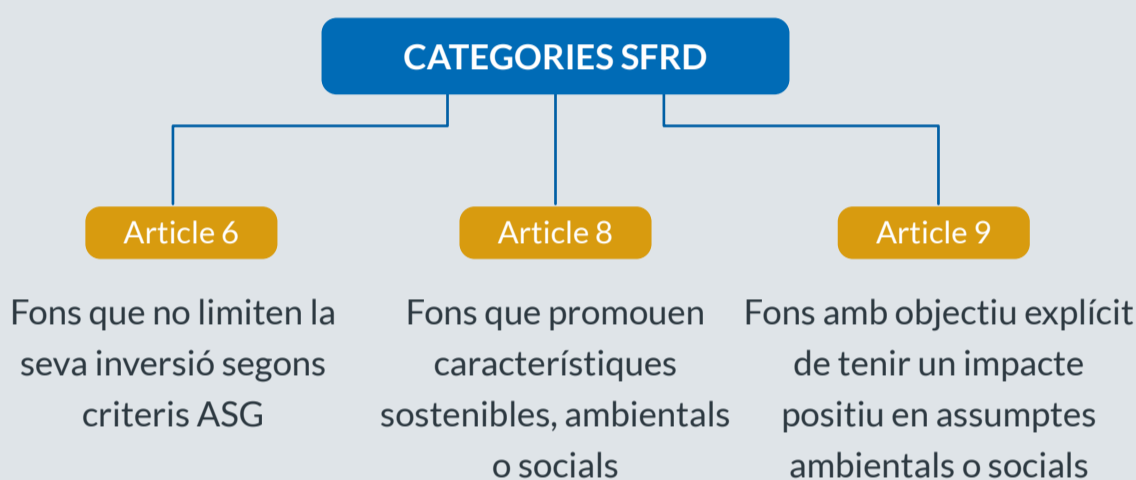 CATEGORIES SFRD
Article 6
Fons que no limiten la
seva inversió segons
criteris ASG
Article 8
Fons que promouen
característiques
sostenibles, ambientals
o socials
Article 9
Fons amb objectiu explícit
de tenir un impacte
positiu en assumptes
ambientals o socials